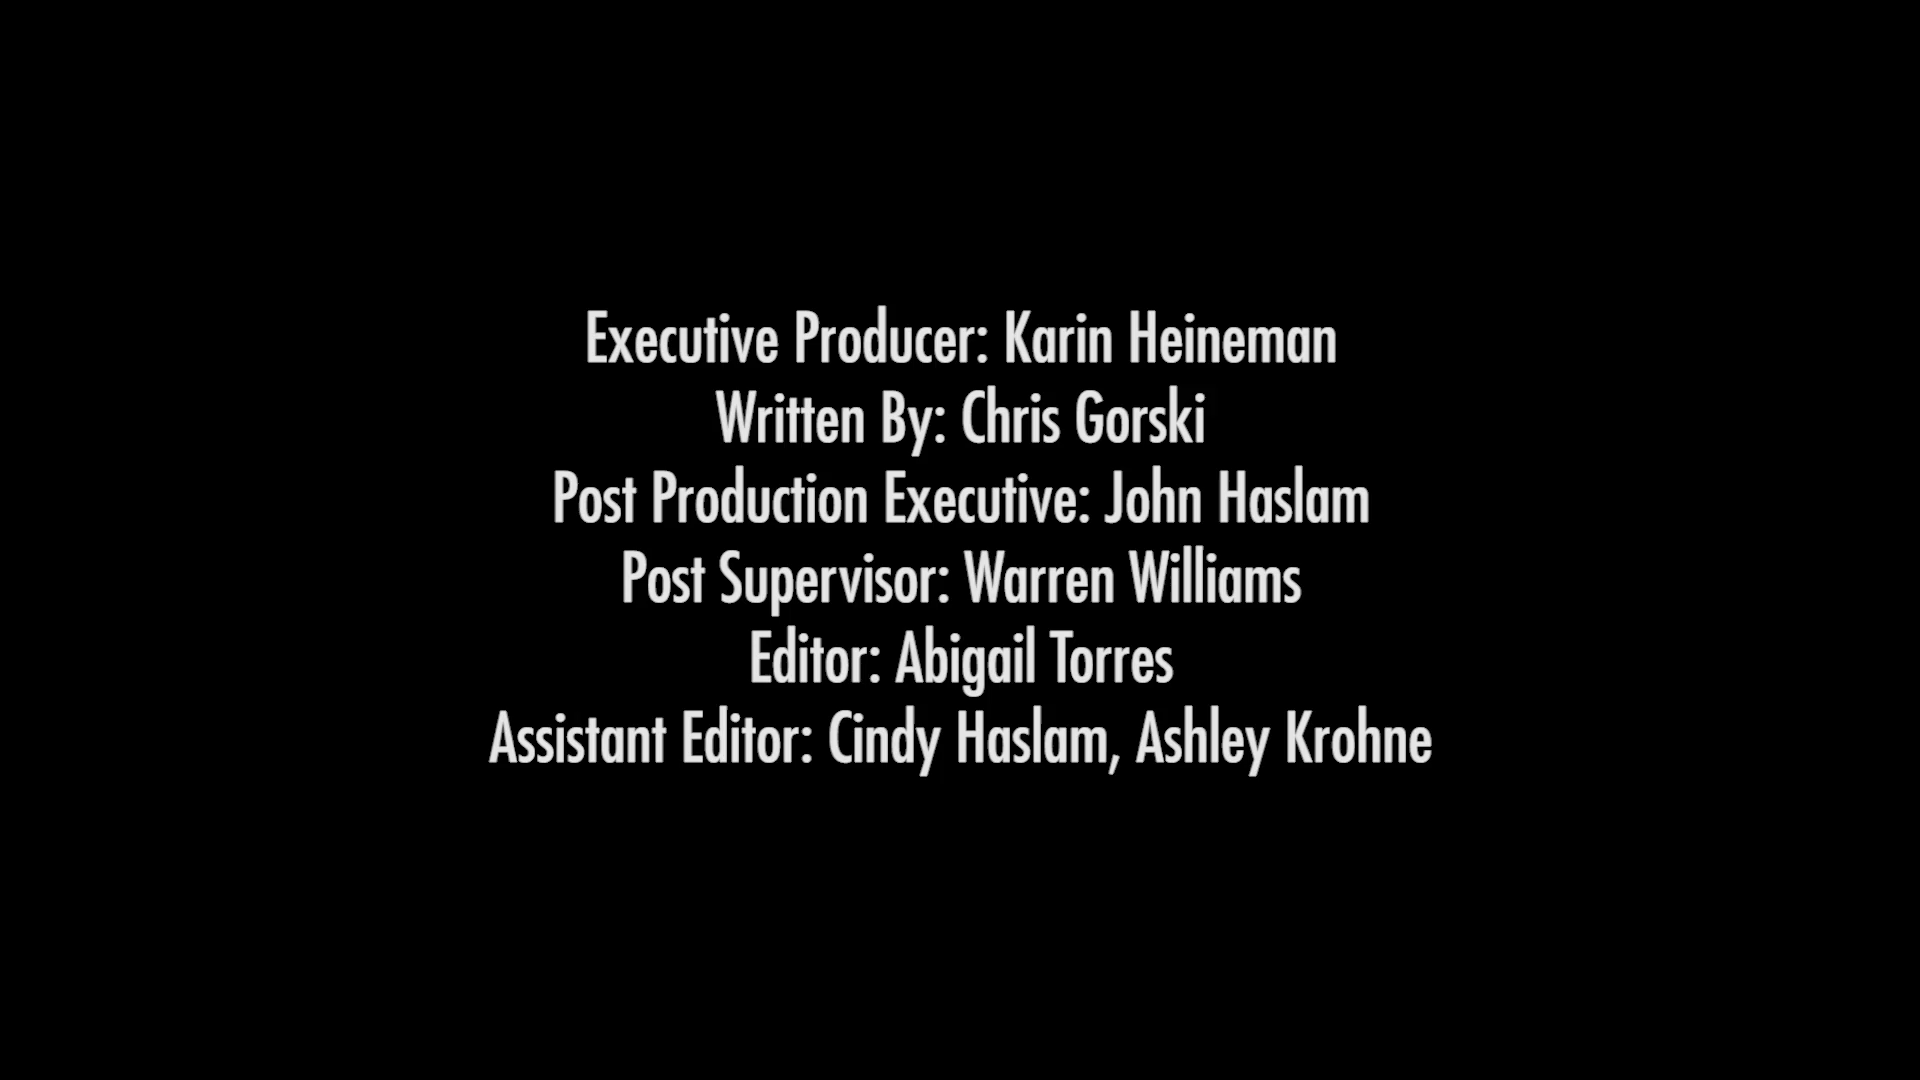 Executive Producer: Karin Heineman
Written By: Chris Gorski
Post Production Executive: John Haslam
Post Supervisor: Warren Williams
Editor: Abigail Torres
Assistant Editor: Cindy Haslam, Ashley Krohne